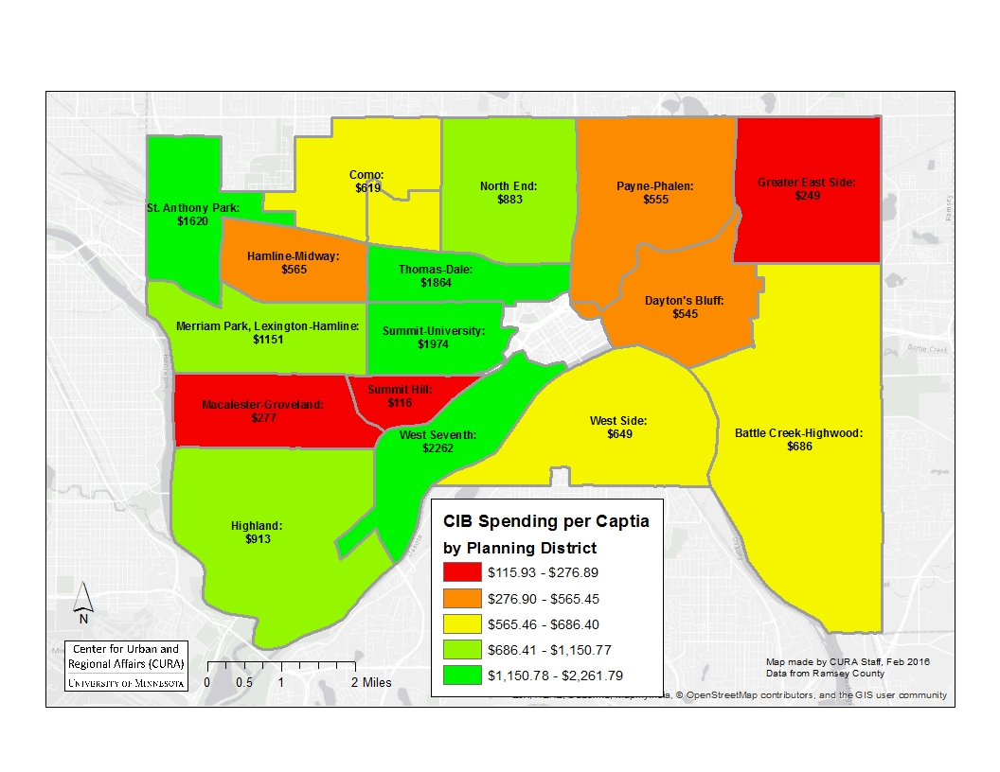 Como:
$619
North End:
$883
Payne-Phalen:
$555
Greater East Side:
$249
St. Anthony Park:
$1620
Hamline-Midway:
$565
Thomas-Dale:
$1864
Dayton's Bluff:
$545
Merriam Park, Lexington-Hamline:
$1151
Summit-University:
$1974
Battle Creek
Ramsey
Hennepin
Macalester-Groveland:
$277
Summit Hill:
$116
West Seventh:
$2262
West Side:
$649
Battle Creek-Highwood:
$686
Highland:
$913
CIB Spending per Captia
by Planning District
$115.93 - $276.89
$276.90 - $565.45
$565.46 - $686.40
$686.41 - $1,150.77
$1,150.78 - $2,261.79
N
Center for Urban and
Regional Affairs (CURA)
UNIVERSITY OF MINNESOTA
0 0.5 1 2 Miles
Map made by CURA Staff, Feb 2016
Data from Ramsey County
© OpenStreetMap contributors, and the GIS user community